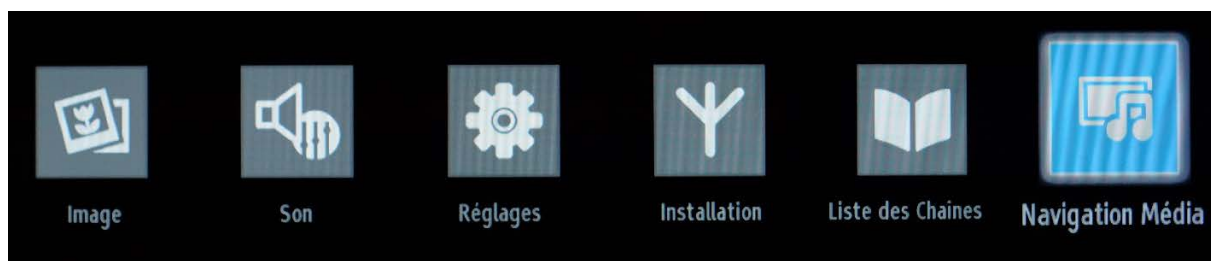 Image
Son
Réglages
Installation
Liste des Chaines
Navigation Média